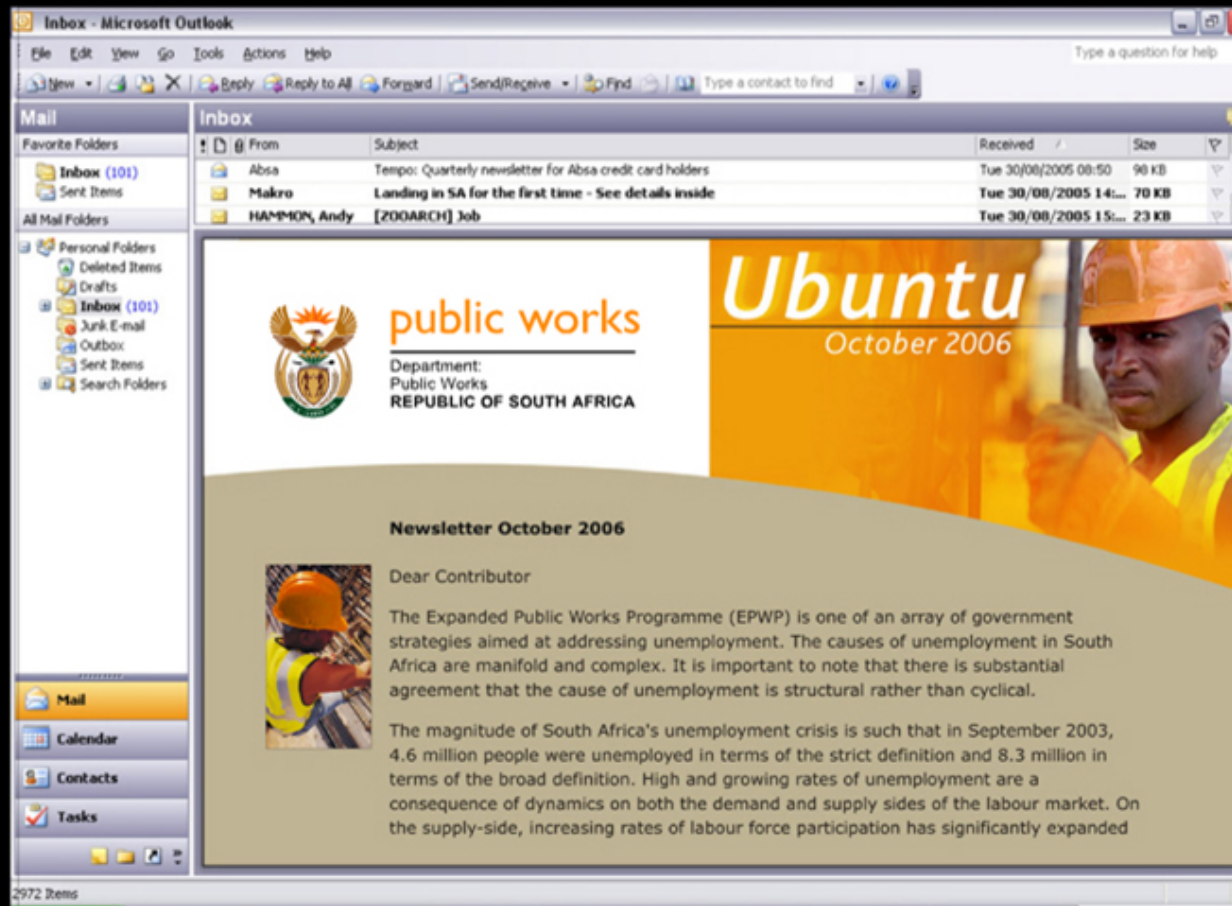 Inbox - Microsoft Outlook
File Edit View Go Tools Actions Help
Type a question for help
New Reply Reply to All Forward Send/Receive Find Type a contact to find
Mail
Inbox
Favorite Folders
From Subject Received Size
Inbox (101)
Absa Tempo: Quarterly newsletter for Absa credit card holders Tue 30/08/2005 08:50 98 KB
Sent Items
Makro Landing in SA for the first time - See details inside Tue 30/08/2005 14:... 70 KB
All Mail Folders
HAMMON, Andy [ZOOARCH] Job Tue 30/08/2005 15:... 23 KB
Personal Folders
Deleted Items
Drafts
Inbox (101)
Junk E-mail
Outbox
Sent Items
Search Folders
public works
Department:
Public Works
REPUBLIC OF SOUTH AFRICA
Ubuntu
October 2006
Newsletter October 2006
Dear Contributor
The Expanded Public Works Programme (EPWP) is one of an array of government
strategies aimed at addressing unemployment. The causes of unemployment in South
Africa are manifold and complex. It is important to note that there is substantial
agreement that the cause of unemployment is structural rather than cyclical.
The magnitude of South Africa's unemployment crisis is such that in September 2003,
4.6 million people were unemployed in terms of the strict definition and 8.3 million in
terms of the broad definition. High and growing rates of unemployment are a
consequence of dynamics on both the demand and supply sides of the labour market. On
the supply-side, increasing rates of labour force participation has significantly expanded
Mail
Calendar
Contacts
Tasks
2972 Items